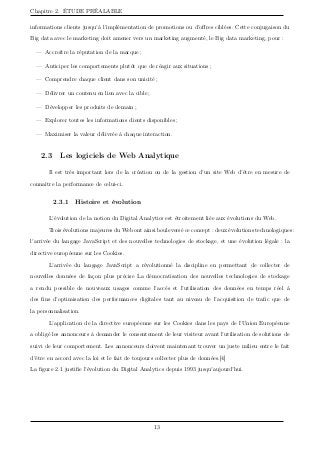 Chapitre 2. ÉTUDE PRÉALABLE
informations clients jusqu'à l'implémentation de promotions ou d'offres ciblées. Cette conjugaison du
Big data avec le marketing doit amener vers un marketing augmenté, le Big data marketing, pour :
— Accroître la réputation de la marque ;
— Anticiper les comportements plutôt que de réagir aux situations ;
— Comprendre chaque client dans son unicité ;
— Délivrer un contenu en lien avec la cible ;
— Développer les produits de demain ;
— Explorer toutes les informations clients disponibles ;
— Maximiser la valeur délivrée à chaque interaction.
2.3 Les logiciels de Web Analytique
Il est très important lors de la création ou de la gestion d'un site Web d'être en mesure de
connaître la performance de celui-ci.
2.3.1 Histoire et évolution
L'évolution de la notion du Digital Analytics est étroitement liée aux évolutions du Web.
Trois évolutions majeures du Web ont ainsi bouleversé ce concept : deux évolutions technologiques :
l'arrivée du langage JavaScript et des nouvelles technologies de stockage, et une évolution légale : la
directive européenne sur les Cookies.
L'arrivée du langage JavaScript a révolutionné la discipline en permettant de collecter de
nouvelles données de façon plus précise La démocratisation des nouvelles technologies de stockage
a rendu possible de nouveaux usages comme l'accès et l'utilisation des données en temps réel à
des fins d'optimisation des performances digitales tant au niveau de l'acquisition de trafic que de
la personnalisation.
L'application de la directive européenne sur les Cookies dans les pays de l'Union Européenne
a obligé les annonceurs à demander le consentement de leur visiteur avant l'utilisation de solutions de
suivi de leur comportement. Les annonceurs doivent maintenant trouver un juste milieu entre le fait
d'être en accord avec la loi et le fait de toujours collecter plus de données.[6]
La figure 2.1 justifie l'évolution du Digital Analytics depuis 1993 jusqu'aujourd'hui.
13